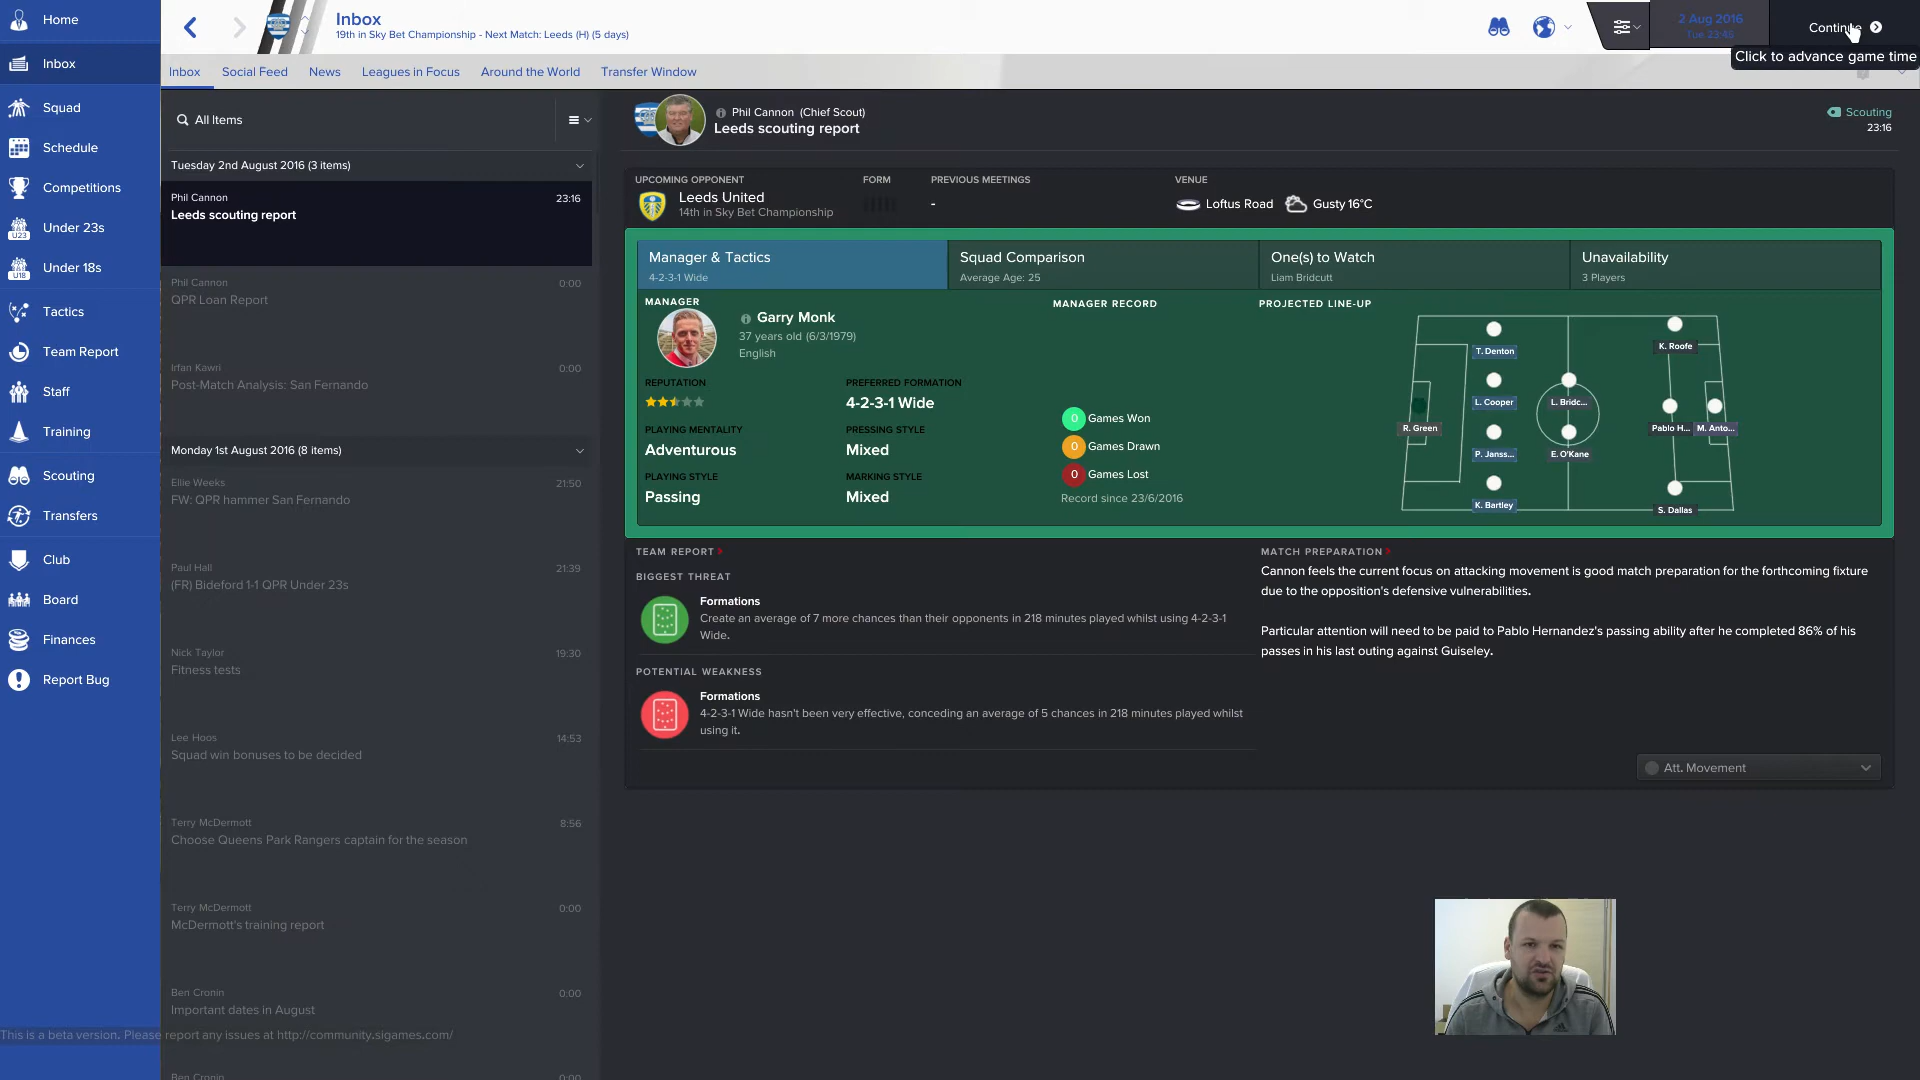 Home
Inbox
Squad
Schedule
Competitions
Under 23s
U23
Under 18s
U18
Tactics
Team Report
Staff
Training
Scouting
Transfers
Club
Board
Finances
Report Bug
Inbox
19th in Sky Bet Championship - Next Match: Leeds (H) (5 days)
2 Aug 2016
Tue 23:45
Continue
Click to advance game time
Inbox Social Feed News Leagues in Focus Around the World Transfer Window
All Items
Tuesday 2nd August 2016 (3 items)
Phil Cannon 23:16
Leeds scouting report
Phil Cannon 0:00
QPR Loan Report
Irfan Kawri 0:00
Post-Match Analysis: San Fernando
Monday 1st August 2016 (8 items)
Ellie Weeks 21:50
FW: QPR hammer San Fernando
Paul Hall 21:39
(FR) Bideford 1-1 QPR Under 23s
Nick Taylor 19:30
Fitness tests
Lee Hoos 14:53
Squad win bonuses to be decided
Terry McDermott 8:56
Choose Queens Park Rangers captain for the season
Terry McDermott 0:00
McDermott's training report
Ben Cronin 0:00
Important dates in August
This is a beta version. Please report any issues at http://community.sigames.com/
Ben Cronin 0:00
Phil Cannon (Chief Scout)
Leeds scouting report
Scouting
23:16
UPCOMING OPPONENT FORM PREVIOUS MEETINGS VENUE
Leeds United
14th in Sky Bet Championship
-
Loftus Road Gusty 16°C
Manager & Tactics
4-2-3-1 Wide
Squad Comparison
Average Age: 25
One(s) to Watch
Liam Bridcutt
Unavailability
3 Players
MANAGER
Garry Monk
37 years old (6/3/1979)
English
REPUTATION
PREFERRED FORMATION
4-2-3-1 Wide
PLAYING MENTALITY
Adventurous
PRESSING STYLE
Mixed
PLAYING STYLE
Passing
MARKING STYLE
Mixed
MANAGER RECORD
0 Games Won
0 Games Drawn
0 Games Lost
Record since 23/6/2016
PROJECTED LINE-UP
T. Denton
K. Roofe
L. Cooper
L. Bridc...
R. Green
Pablo H...
M. Anto...
P. Janss...
E. O'Kane
K. Bartley
S. Dallas
TEAM REPORT
BIGGEST THREAT
Formations
Create an average of 7 more chances than their opponents in 218 minutes played whilst using 4-2-3-1
Wide.
POTENTIAL WEAKNESS
Formations
4-2-3-1 Wide hasn't been very effective, conceding an average of 5 chances in 218 minutes played whilst
using it.
MATCH PREPARATION
Cannon feels the current focus on attacking movement is good match preparation for the forthcoming fixture
due to the opposition's defensive vulnerabilities.
Particular attention will need to be paid to Pablo Hernandez's passing ability after he completed 86% of his
passes in his last outing against Guiseley.
Att. Movement